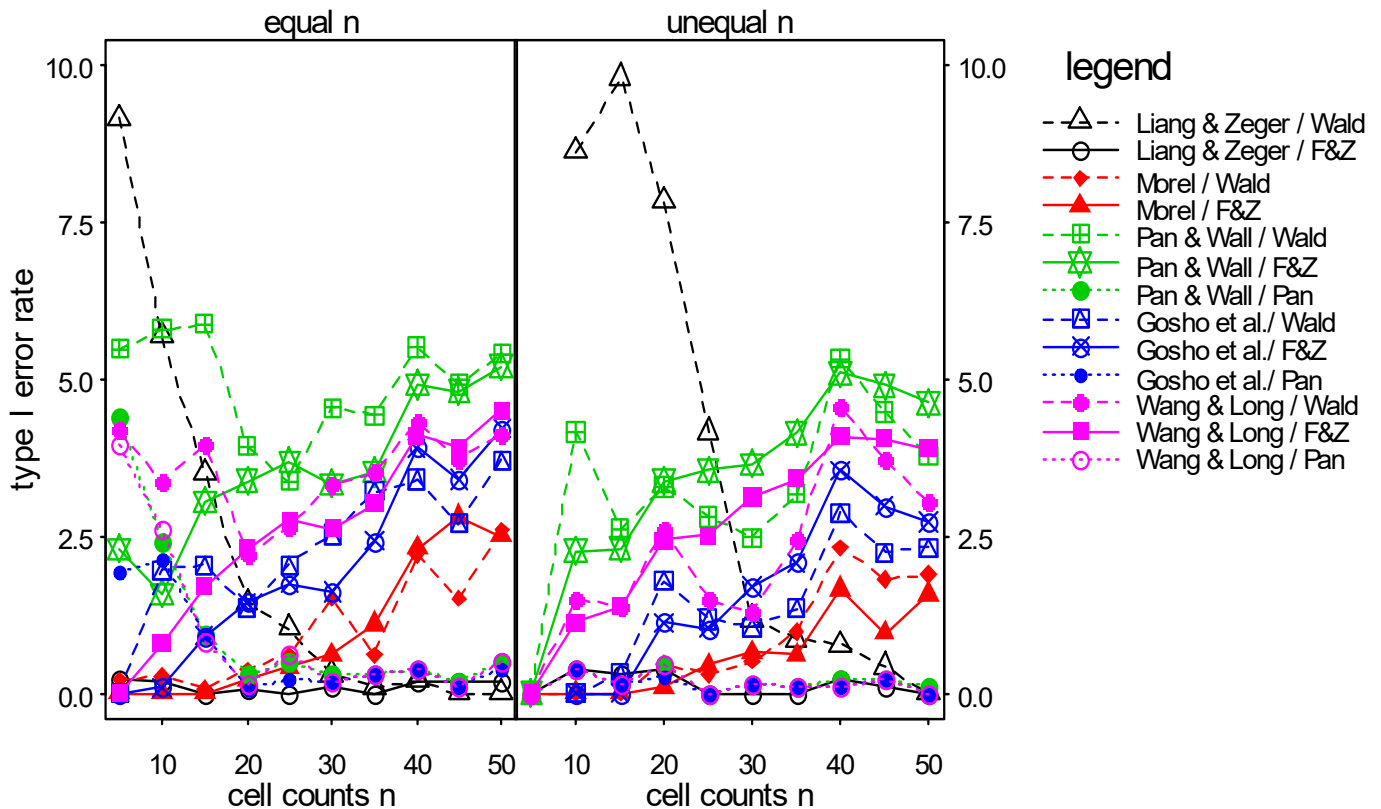 equal n
unequal n
type I error rate
10.0
7.5
5.0
2.5
0.0
10.0
7.5
5.0
2.5
0.0
10
20
30
40
50
10
20
30
40
50
cell counts n
cell counts n
legend
Liang & Zeger / Wald
Liang & Zeger / F&Z
Morel / Wald
Morel / F&Z
Pan & Wall / Wald
Pan & Wall / F&Z
Pan & Wall / Pan
Gosho et al./ Wald
Gosho et al./ F&Z
Gosho et al./ Pan
Wang & Long / Wald
Wang & Long / F&Z
Wang & Long / Pan